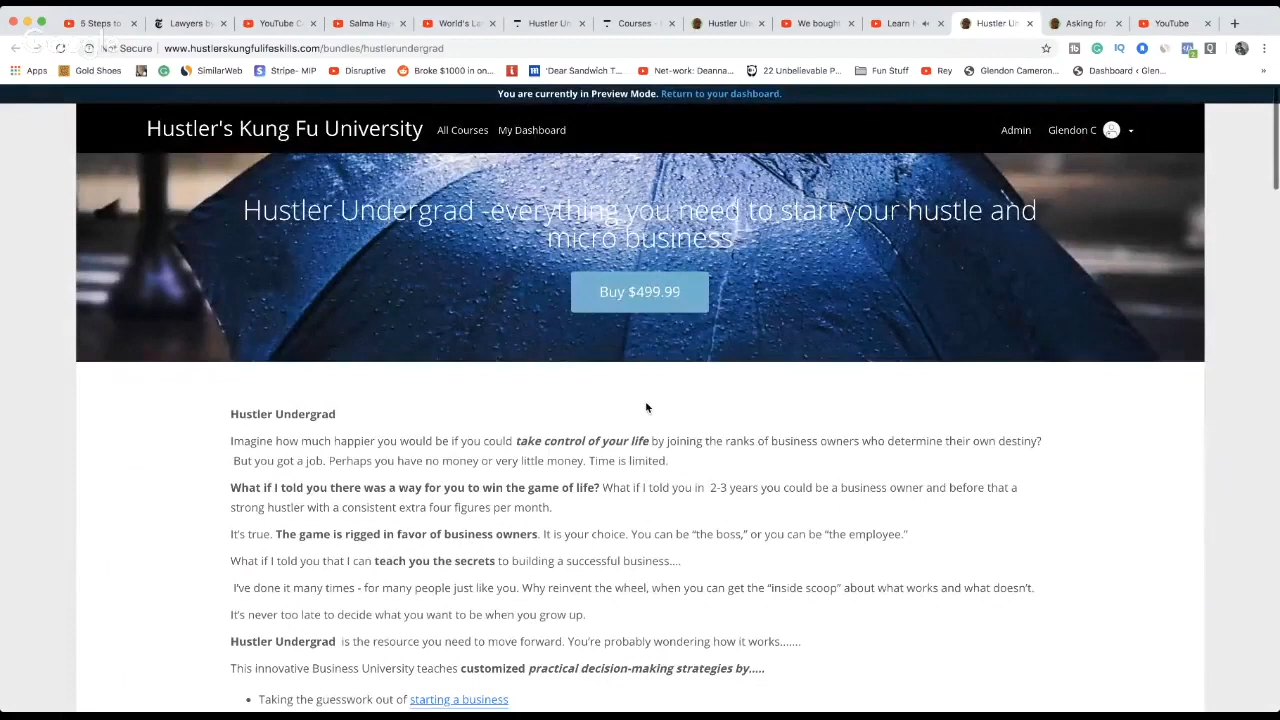 5 Steps to
Lawyers by
YouTube C
Salma Hay
World's La
Hustler Un
Courses -
Hustler Un
We bought
Learn
Hustler Un
Asking for
YouTube
Not Secure
www.hustlerskungfulifeskills.com/bundles/hustlerundergrad
Apps Gold Shoes SimilarWeb Stripe- MIP Disruptive Broke $1000 in on... 'Dear Sandwich T... Net-work: Deanna... 22 Unbelievable P... Fun Stuff Rey Glendon Cameron... Dashboard ‹ Glen... »
You are currently in Preview Mode. Return to your dashboard.
Hustler's Kung Fu University All Courses My Dashboard Admin Glendon C
Hustler Undergrad -everything you need to start your hustle and
micro business
Buy $499.99
Hustler Undergrad
Imagine how much happier you would be if you could take control of your life by joining the ranks of business owners who determine their own destiny?
But you got a job. Perhaps you have no money or very little money. Time is limited.
What if I told you there was a way for you to win the game of life? What if I told you in 2-3 years you could be a business owner and before that a
strong hustler with a consistent extra four figures per month.
It's true. The game is rigged in favor of business owners. It is your choice. You can be “the boss,” or you can be “the employee.”
What if I told you that I can teach you the secrets to building a successful business....
I've done it many times - for many people just like you. Why reinvent the wheel, when you can get the “inside scoop” about what works and what doesn't.
It's never too late to decide what you want to be when you grow up.
Hustler Undergrad is the resource you need to move forward. You're probably wondering how it works.......
This innovative Business University teaches customized practical decision-making strategies by.....
• Taking the guesswork out of starting a business